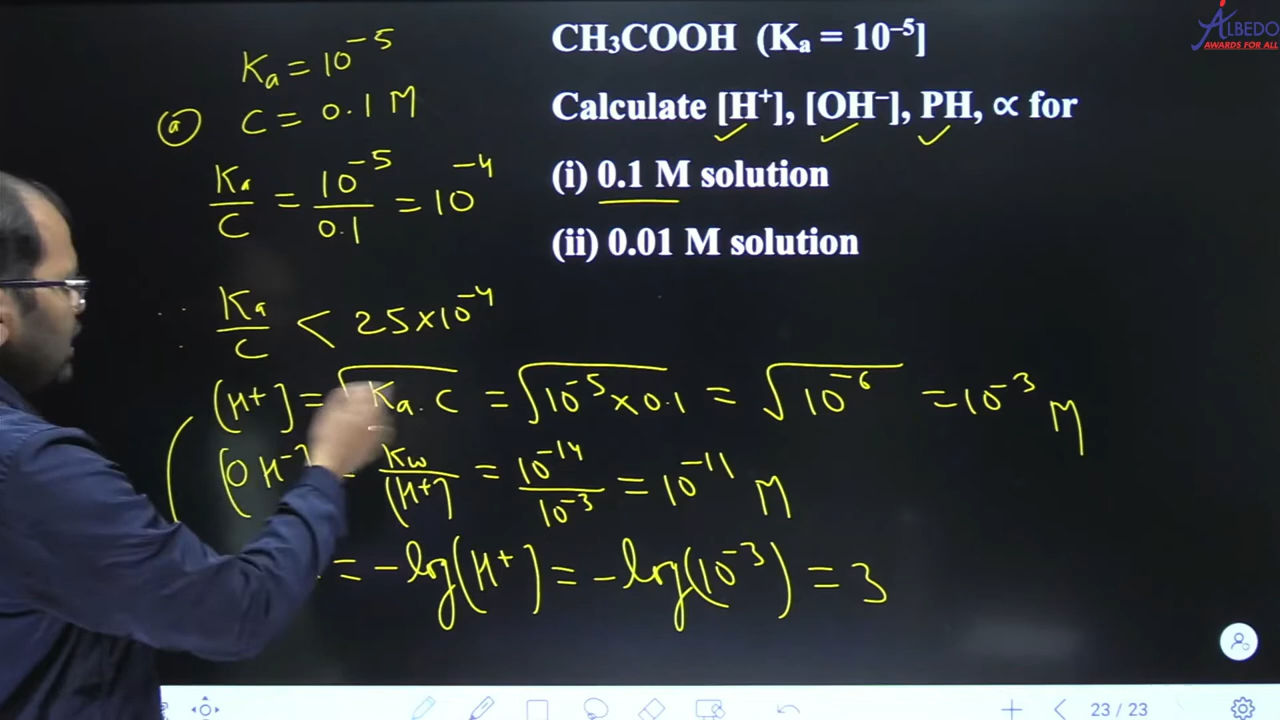 ALBEDO
AWARDS FOR ALL
CH₃COOH (Kₐ = 10⁻⁵]
Calculate [H⁺], [OH⁻], PH, ∝ for
(i) 0.1 M solution
(ii) 0.01 M solution
Kₐ = 10⁻⁵
(a) C = 0.1 M
Kₐ/C = 10⁻⁵/0.1 = 10⁻⁴
∵ Kₐ/C < 25×10⁻⁴
[H+] = √Kₐ.C = √10⁻⁵×0.1 = √10⁻⁶ = 10⁻³ M
[OH⁻] = Kw/[H+] = 10⁻¹⁴/10⁻³ = 10⁻¹¹ M
= -log[H+] = -log(10⁻³) = 3
23 / 23